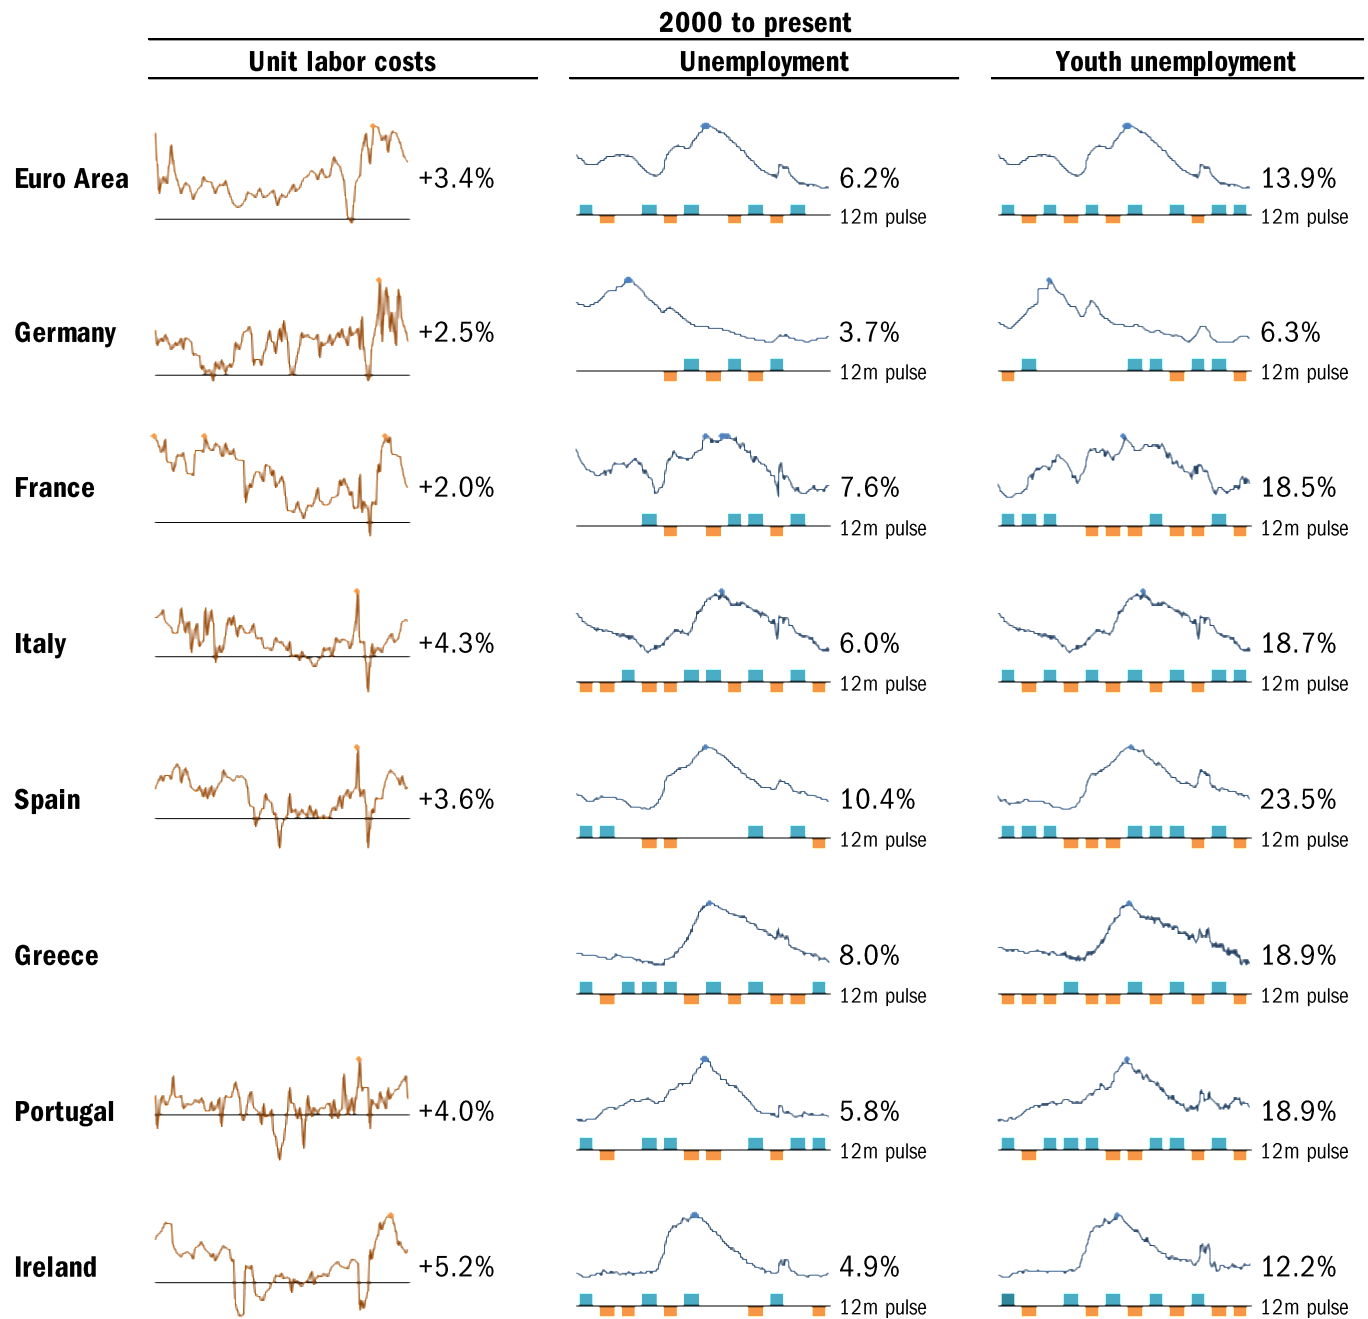 2000 to present
Unit labor costs Unemployment Youth unemployment
Euro Area +3.4% 6.2% 13.9%
12m pulse 12m pulse
Germany +2.5% 3.7% 6.3%
12m pulse 12m pulse
France +2.0% 7.6% 18.5%
12m pulse 12m pulse
Italy +4.3% 6.0% 18.7%
12m pulse 12m pulse
Spain +3.6% 10.4% 23.5%
12m pulse 12m pulse
Greece 8.0% 18.9%
12m pulse 12m pulse
Portugal +4.0% 5.8% 18.9%
12m pulse 12m pulse
Ireland +5.2% 4.9% 12.2%
12m pulse 12m pulse